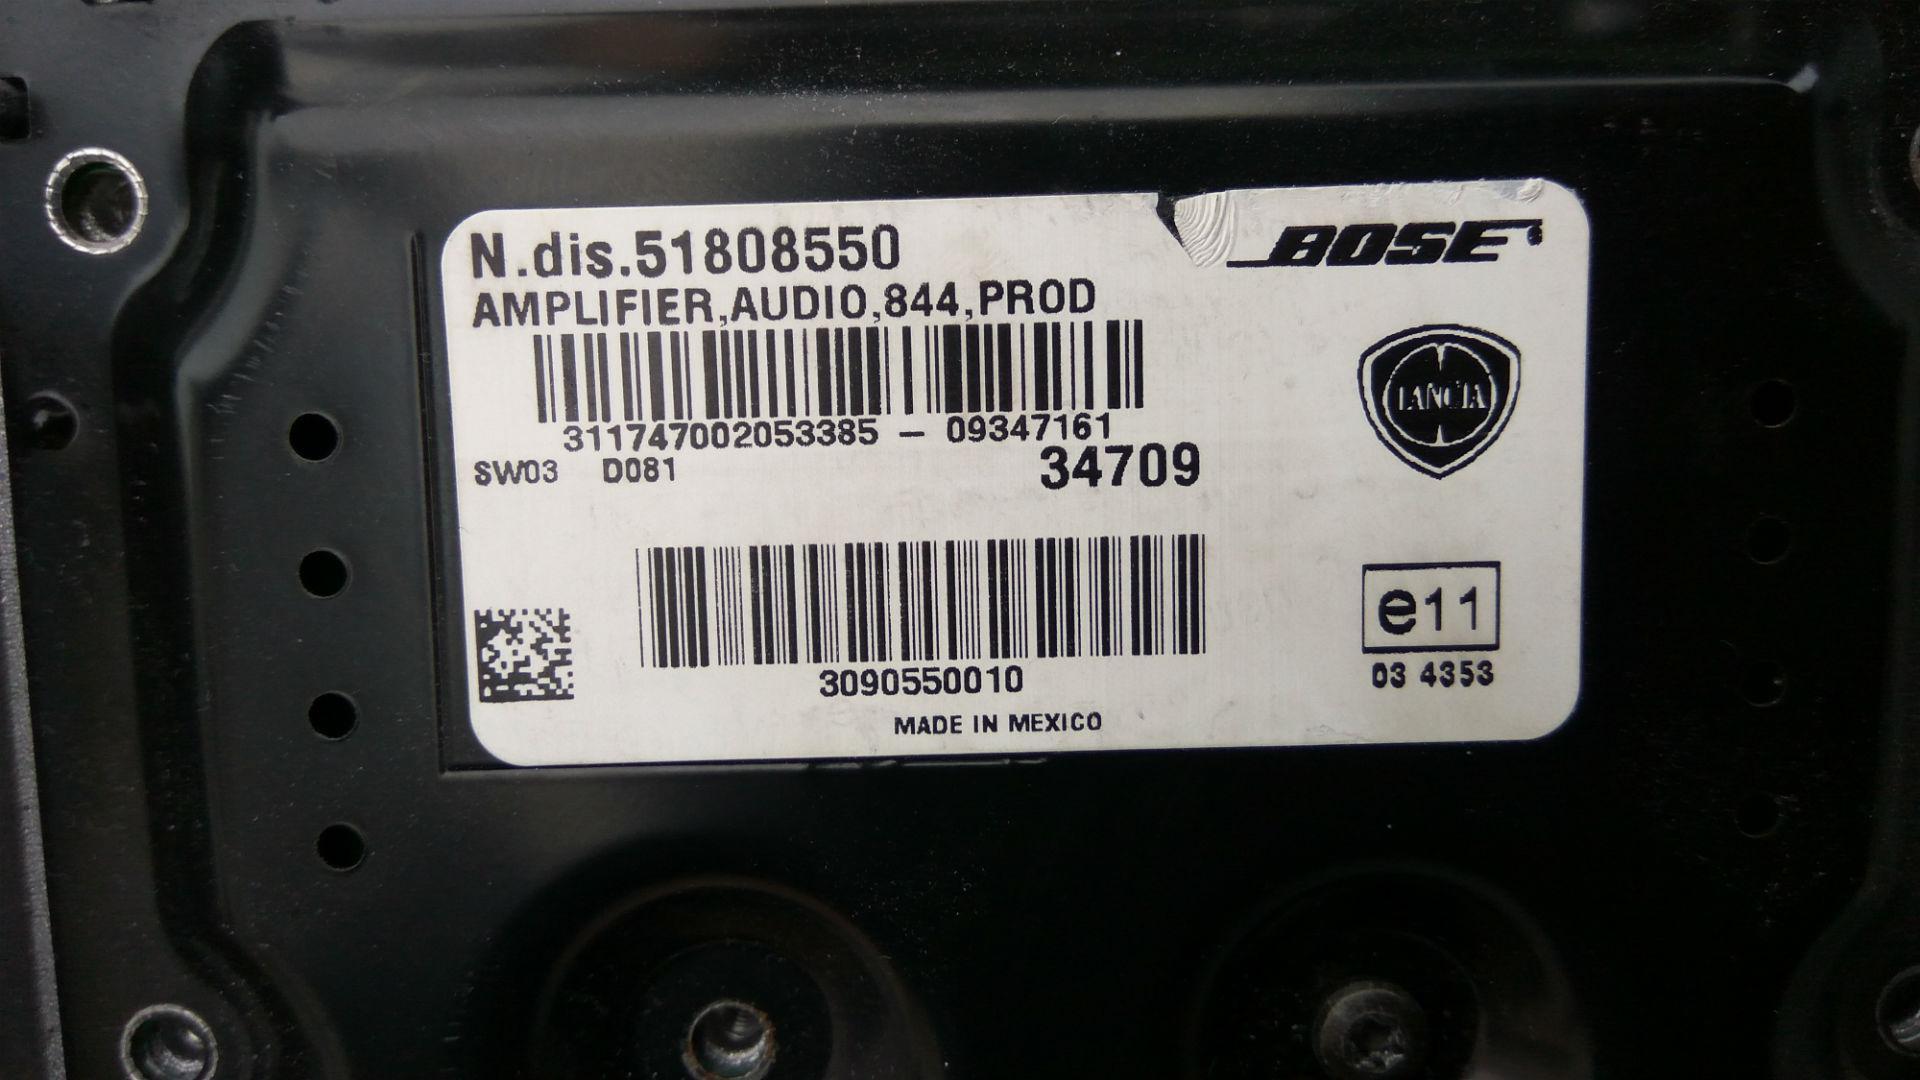 N.dis.51808550
BOSE
AMPLIFIER,AUDIO,844,PROD
311747002053385 - 09347161
LANCIA
SW03 D081
34709
e11
3090550010
03 4353
MADE IN MEXICO